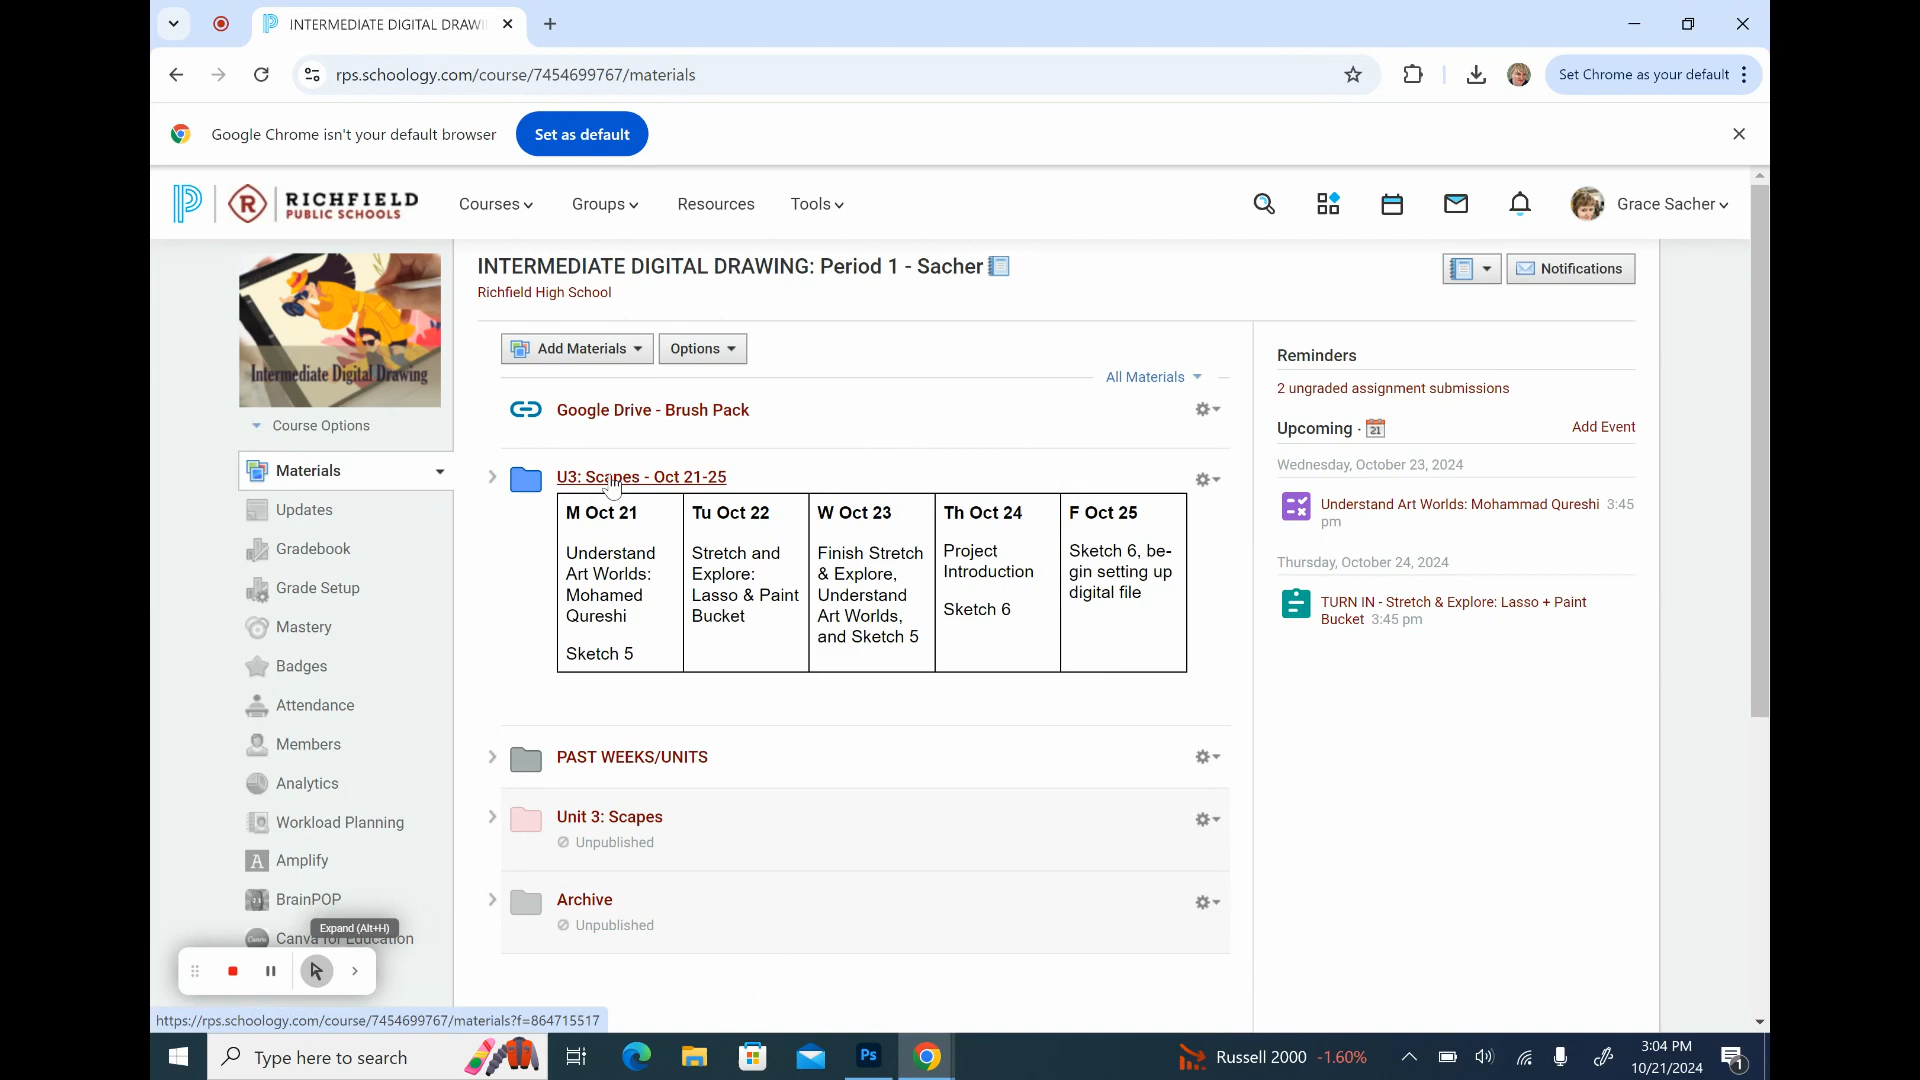 INTERMEDIATE DIGITAL DRAW
rps.schoology.com/course/7454699767/materials
Set Chrome as your default
Google Chrome isn't your default browser
Set as default
R
RICHFIELD
PUBLIC SCHOOLS
Courses
Groups
Resources
Tools
Grace Sacher
Intermediate Digital Drawing
Course Options
Materials
Updates
Gradebook
Grade Setup
Mastery
Badges
Attendance
Members
Analytics
Workload Planning
Amplify
BrainPOP
Canva for Education
Expand (Alt+H)
INTERMEDIATE DIGITAL DRAWING: Period 1 - Sacher
Richfield High School
Notifications
Add Materials
Options
All Materials
Google Drive - Brush Pack
U3: Scapes - Oct 21-25
M Oct 21
Understand
Art Worlds:
Mohamed
Qureshi
Sketch 5
Tu Oct 22
Stretch and
Explore:
Lasso & Paint
Bucket
W Oct 23
Finish Stretch
& Explore,
Understand
Art Worlds,
and Sketch 5
Th Oct 24
Project
Introduction
Sketch 6
F Oct 25
Sketch 6, be-
gin setting up
digital file
PAST WEEKS/UNITS
Unit 3: Scapes
Unpublished
Archive
Unpublished
Reminders
2 ungraded assignment submissions
Upcoming · 21
Add Event
Wednesday, October 23, 2024
Understand Art Worlds: Mohammad Qureshi 3:45
pm
Thursday, October 24, 2024
TURN IN - Stretch & Explore: Lasso + Paint
Bucket 3:45 pm
https://rps.schoology.com/course/7454699767/materials?f=864715517
Type here to search
Ps
Russell 2000 -1.60%
3:04 PM
10/21/2024
1